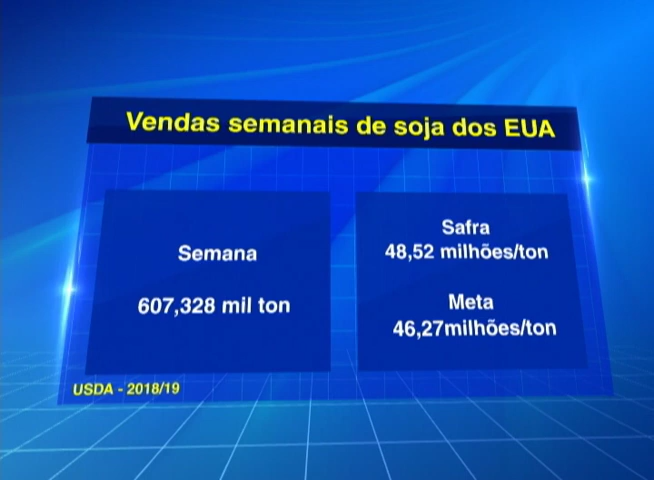 Vendas semanais de soja dos EUA
Semana
607,328 mil ton
Safra
48,52 milhões/ton
Meta
46,27milhões/ton
USDA - 2018/19